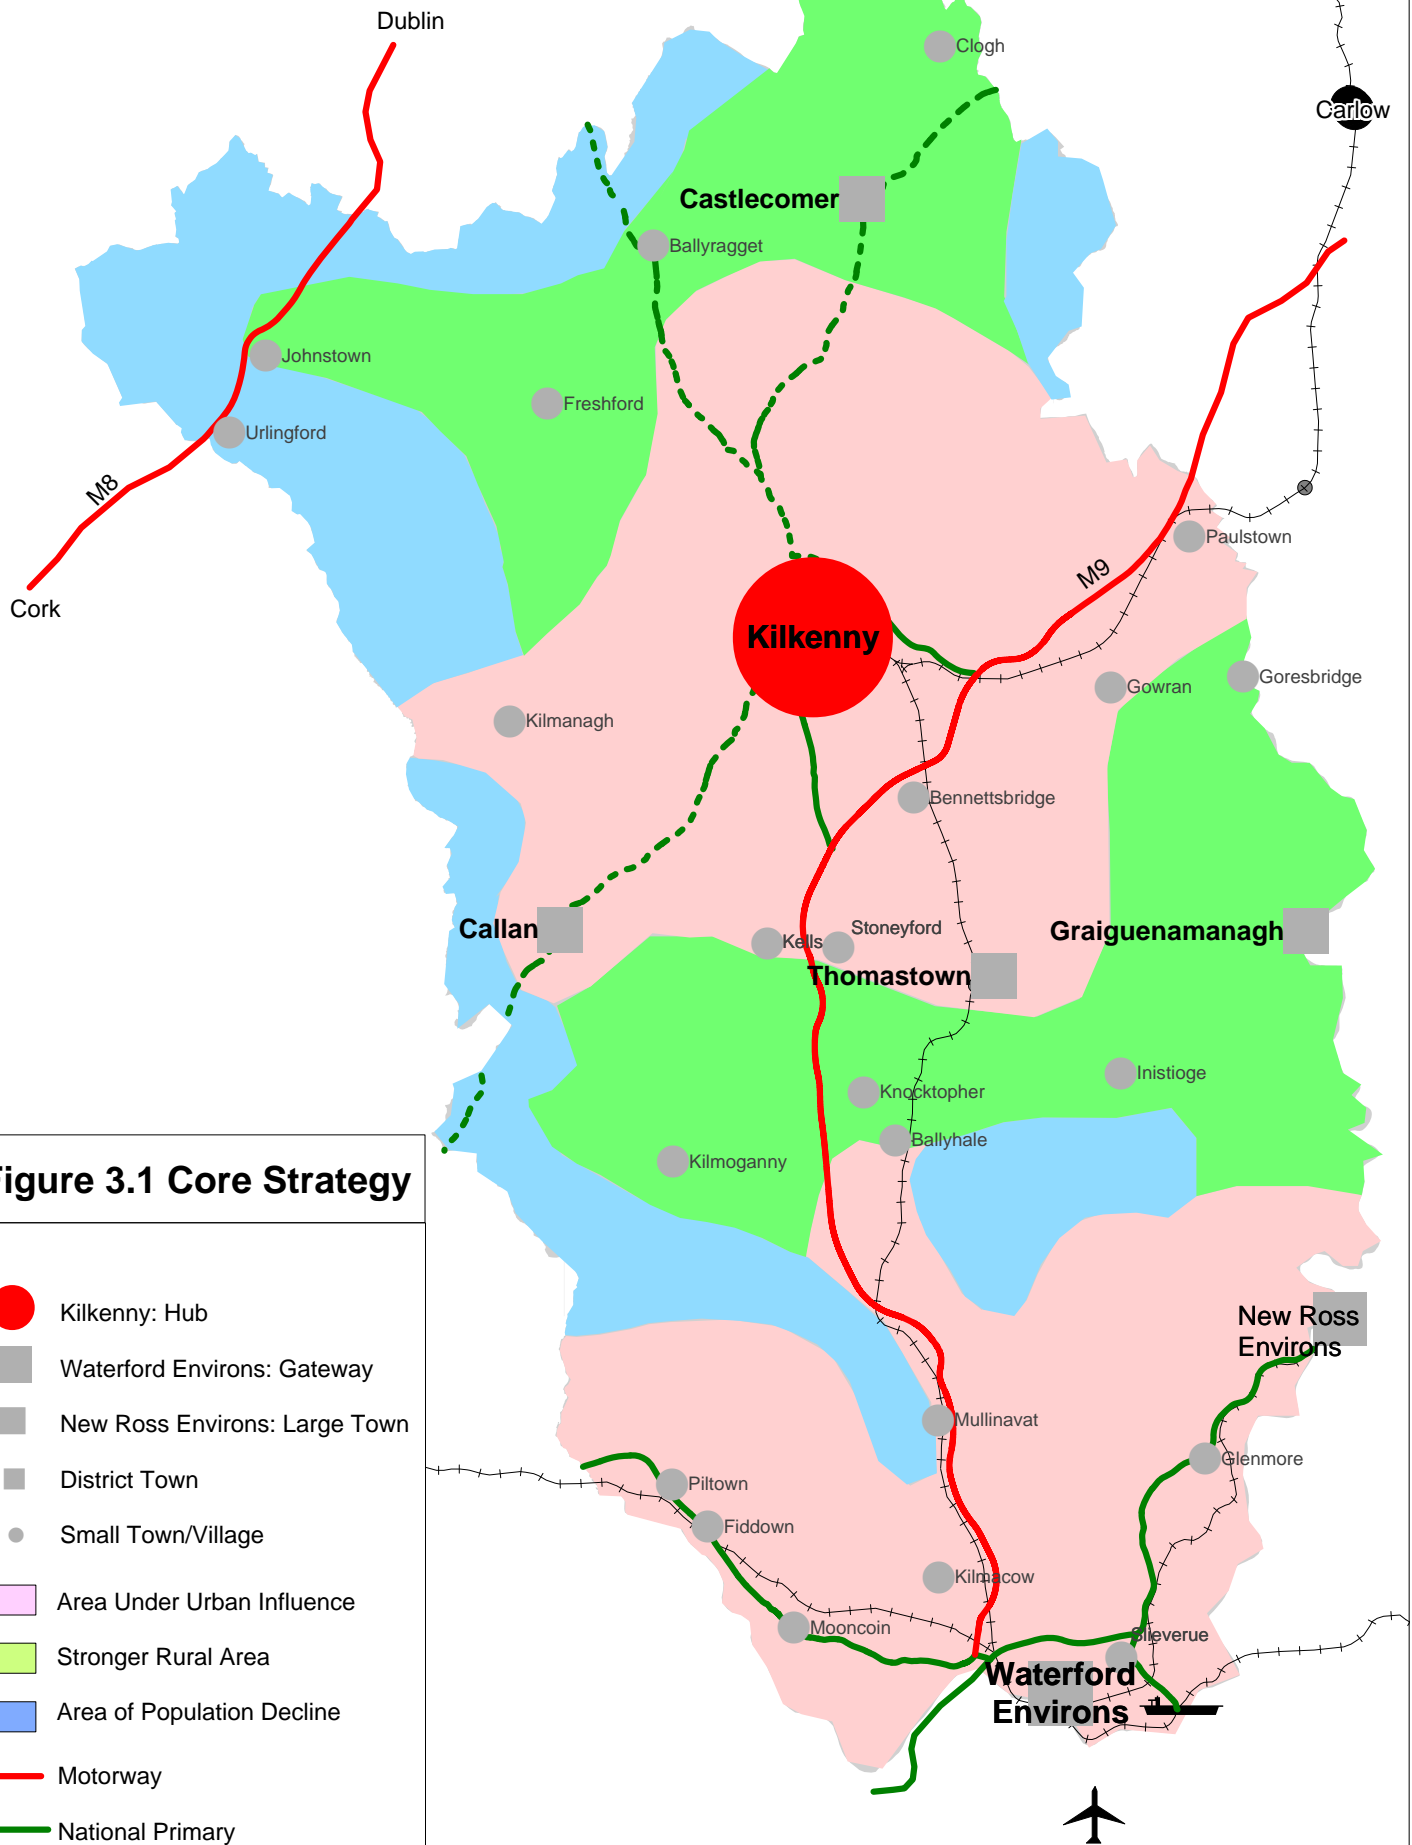 Dublin
Clogh
Carlow
Castlecomer
Ballyragget
Johnstown
Freshford
Urlingford
M8
Paulstown
M9
Cork
Kilkenny
Gowran
Goresbridge
Kilmanagh
Bennettsbridge
Callan
Kells
Stoneyford
Graiguenamanagh
Thomastown
Inistioge
Knocktopher
Ballyhale
Kilmoganny
Figure 3.1 Core Strategy
Kilkenny: Hub
Waterford Environs: Gateway
New Ross Environs: Large Town
District Town
Small Town/Village
Area Under Urban Influence
Stronger Rural Area
Area of Population Decline
Motorway
National Primary
New Ross
Environs
Mullinavat
Glenmore
Piltown
Fiddown
Kilmacow
Mooncoin
Slieverue
Waterford
Environs